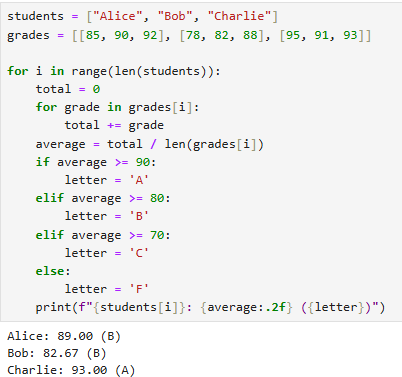 students = ["Alice", "Bob", "Charlie"]
grades = [[85, 90, 92], [78, 82, 88], [95, 91, 93]]

for i in range(len(students)):
    total = 0
    for grade in grades[i]:
        total += grade
    average = total / len(grades[i])
    if average >= 90:
        letter = 'A'
    elif average >= 80:
        letter = 'B'
    elif average >= 70:
        letter = 'C'
    else:
        letter = 'F'
    print(f"{students[i]}: {average:.2f} ({letter})")
Alice: 89.00 (B)
Bob: 82.67 (B)
Charlie: 93.00 (A)